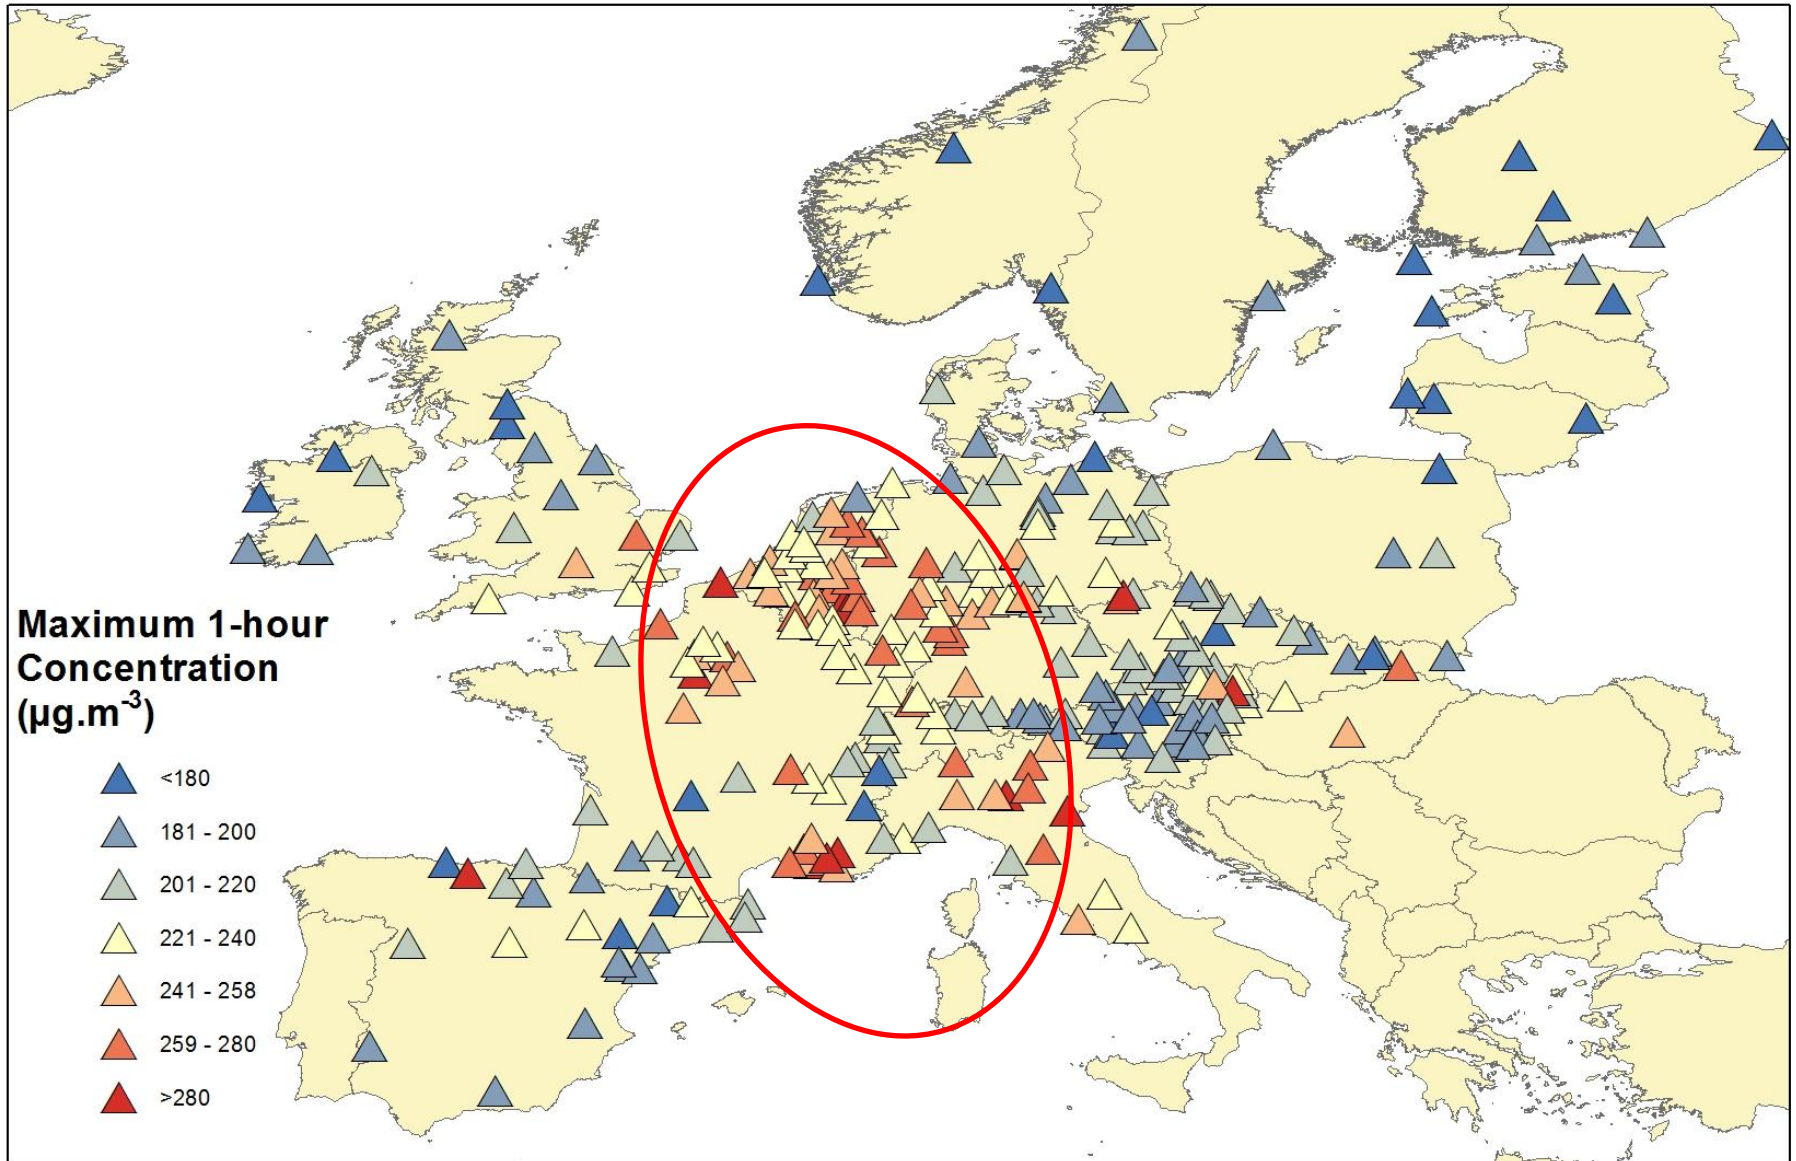 Maximum 1-hour
Concentration
(µg.m⁻³)
<180
181 - 200
201 - 220
221 - 240
241 - 258
259 - 280
>280